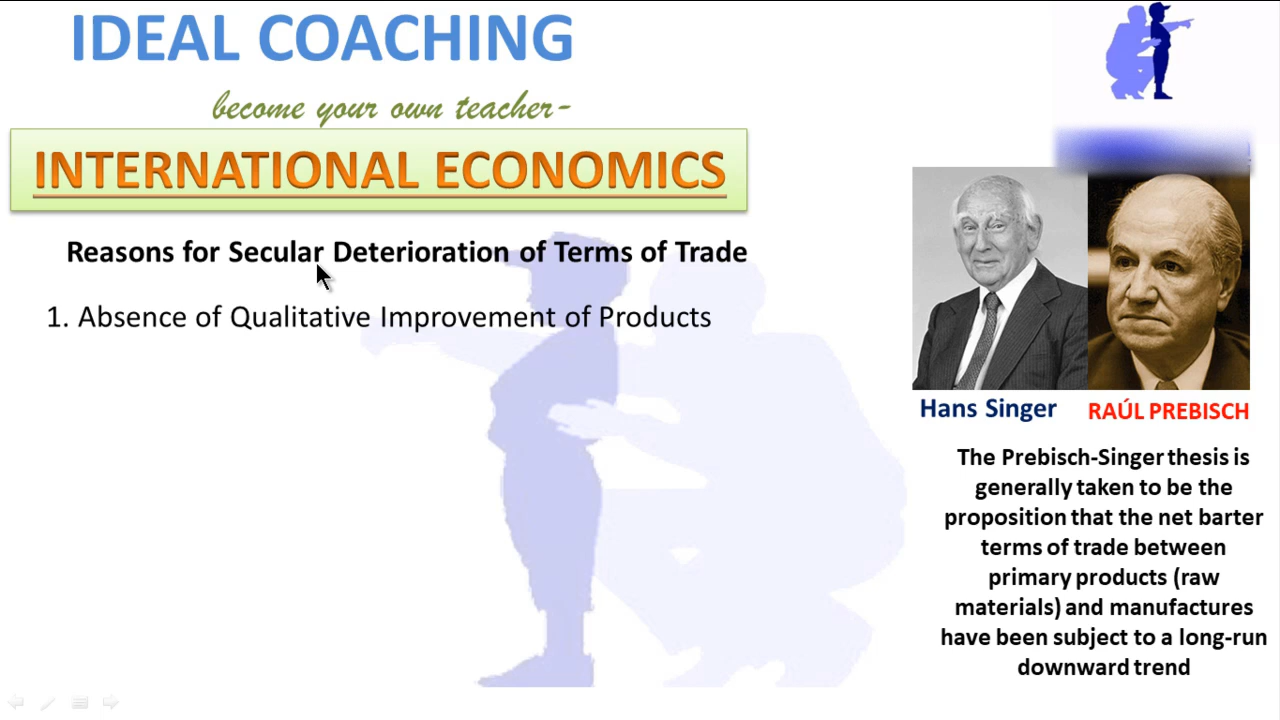 IDEAL COACHING
become your own teacher-
INTERNATIONAL ECONOMICS
Reasons for Secular Deterioration of Terms of Trade
1. Absence of Qualitative Improvement of Products
Hans Singer
RAÚL PREBISCH
The Prebisch-Singer thesis is
generally taken to be the
proposition that the net barter
terms of trade between
primary products (raw
materials) and manufactures
have been subject to a long-run
downward trend